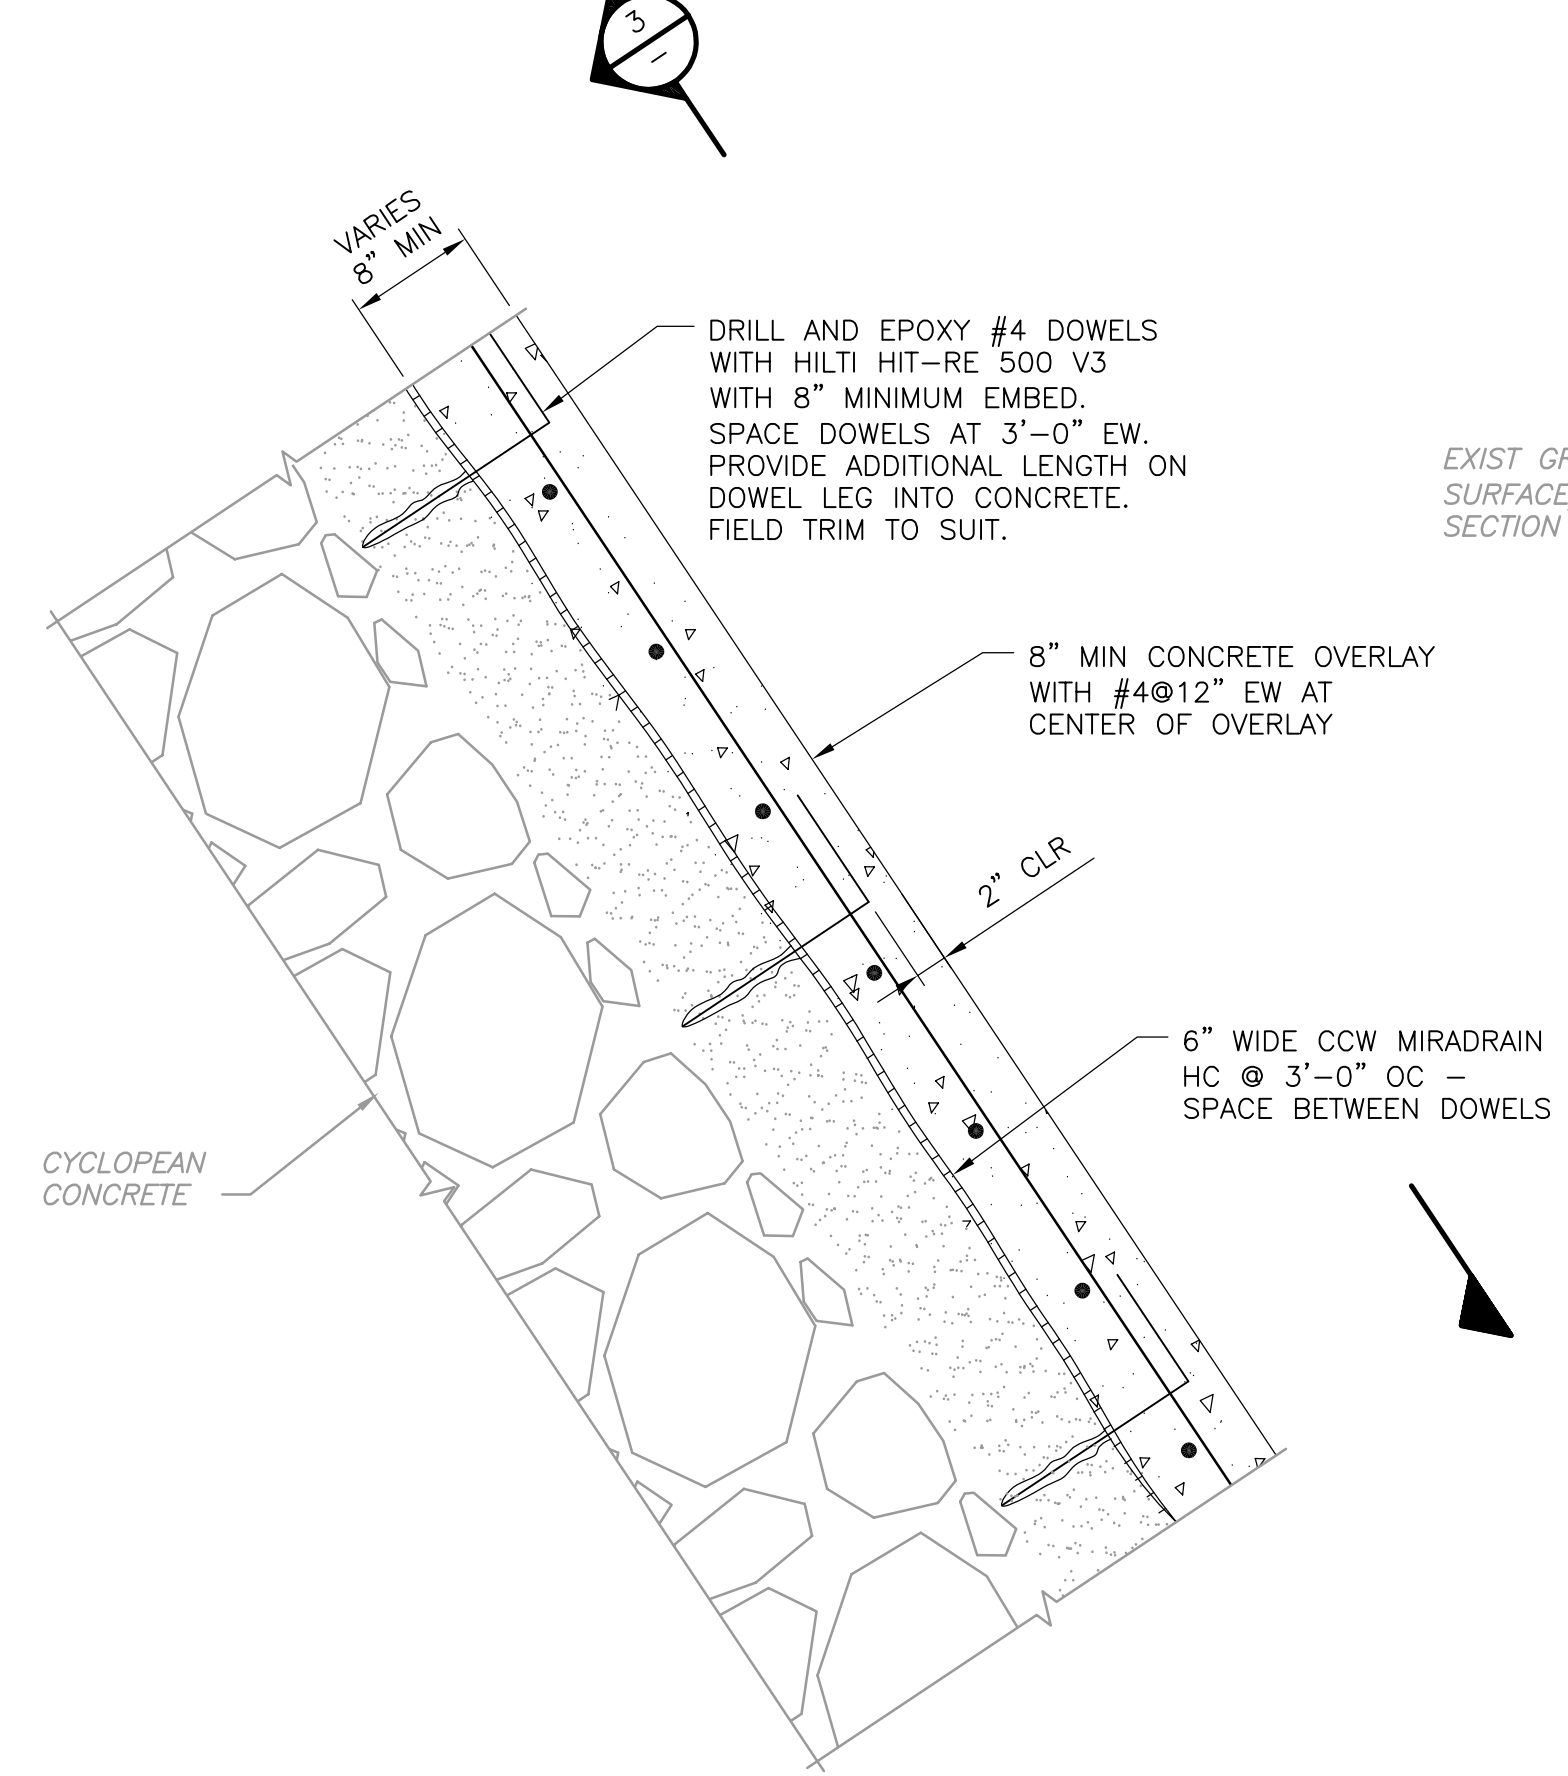 3
–
VARIES
8” MIN
DRILL AND EPOXY #4 DOWELS
WITH HILTI HIT–RE 500 V3
WITH 8” MINIMUM EMBED.
SPACE DOWELS AT 3’–0” EW.
PROVIDE ADDITIONAL LENGTH ON
DOWEL LEG INTO CONCRETE.
FIELD TRIM TO SUIT.
EXIST
SURFACE
SECTION
8” MIN CONCRETE OVERLAY
WITH #4@12” EW AT
CENTER OF OVERLAY
2” CLR
6” WIDE CCW MIRADRAIN
HC @ 3’–0” OC –
SPACE BETWEEN DOWELS
CYCLOPEAN
CONCRETE